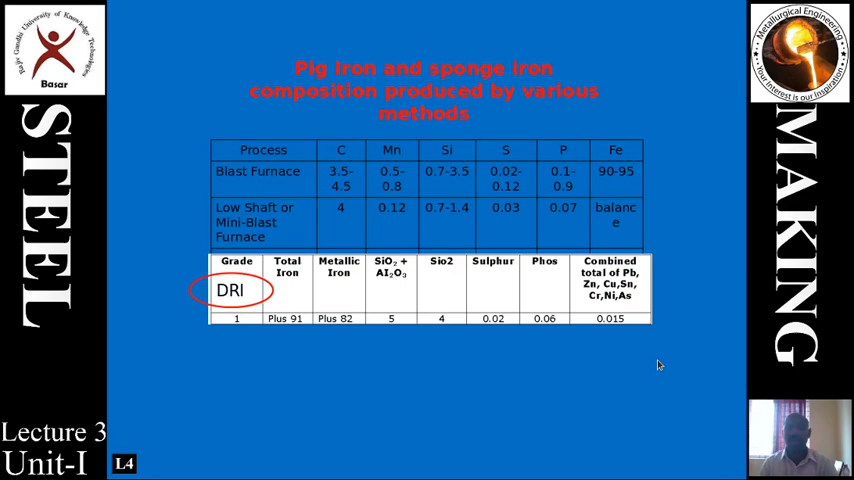 Rajiv Gandhi University of Knowledge Technologies
Basar
Metallurgical Engineering
Your Interest is our Inspiration
STEEL
MAKING
Pig Iron and sponge iron
composition produced by various
methods
Process C Mn Si S P Fe
Blast Furnace 3.5-4.5 0.5-0.8 0.7-3.5 0.02-0.12 0.1-0.9 90-95
Low Shaft or Mini-Blast Furnace 4 0.12 0.7-1.4 0.03 0.07 balance
Grade Total Iron Metallic Iron SiO₂ + Al₂O₃ Sio2 Sulphur Phos Combined total of Pb, Zn, Cu,Sn, Cr,Ni,As
DRI
1 Plus 91 Plus 82 5 4 0.02 0.06 0.015
Lecture 3
Unit-I
L4